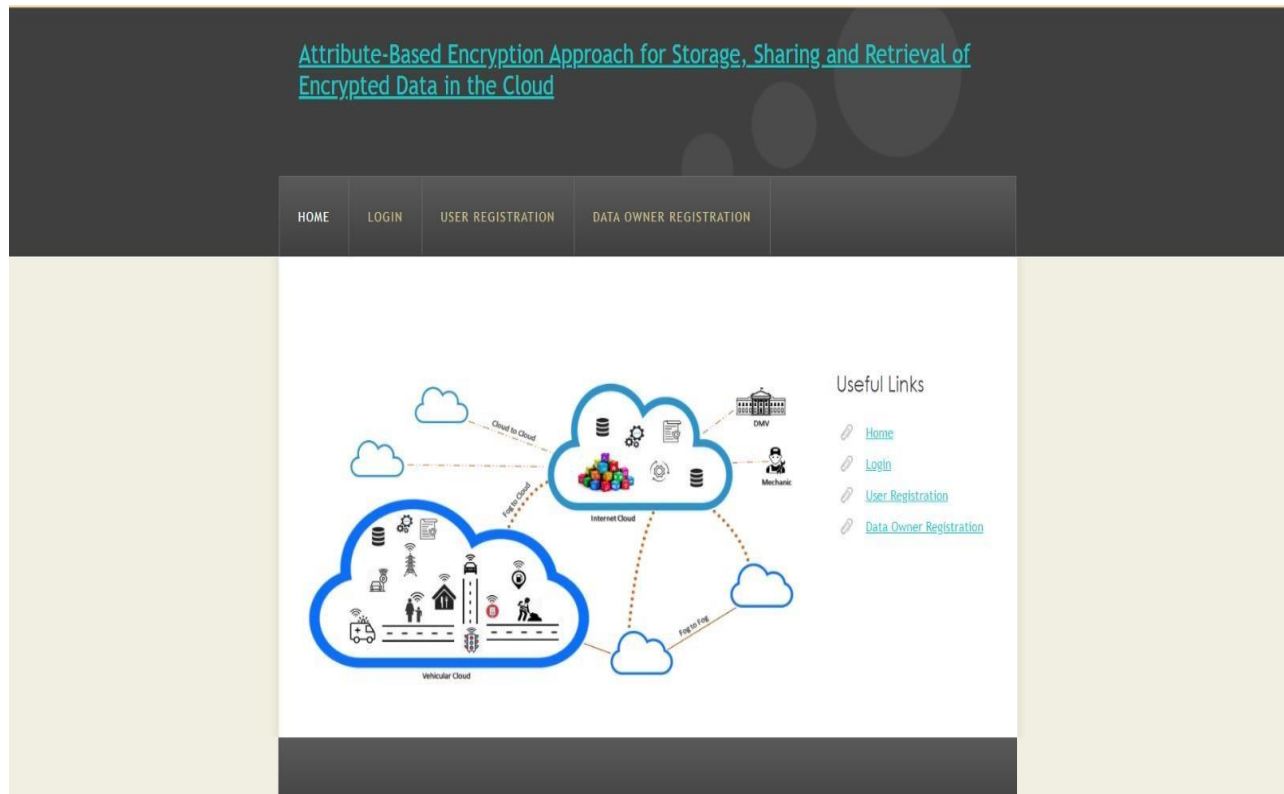 Attribute-Based Encryption Approach for Storage, Sharing and Retrieval of
Encrypted Data in the Cloud
HOME
LOGIN
USER REGISTRATION
DATA OWNER REGISTRATION
Cloud to Cloud
DMV
Mechanic
Fog to Cloud
Internet Cloud
Fog to Fog
Vehicular Cloud
Useful Links
Home
Login
User Registration
Data Owner Registration